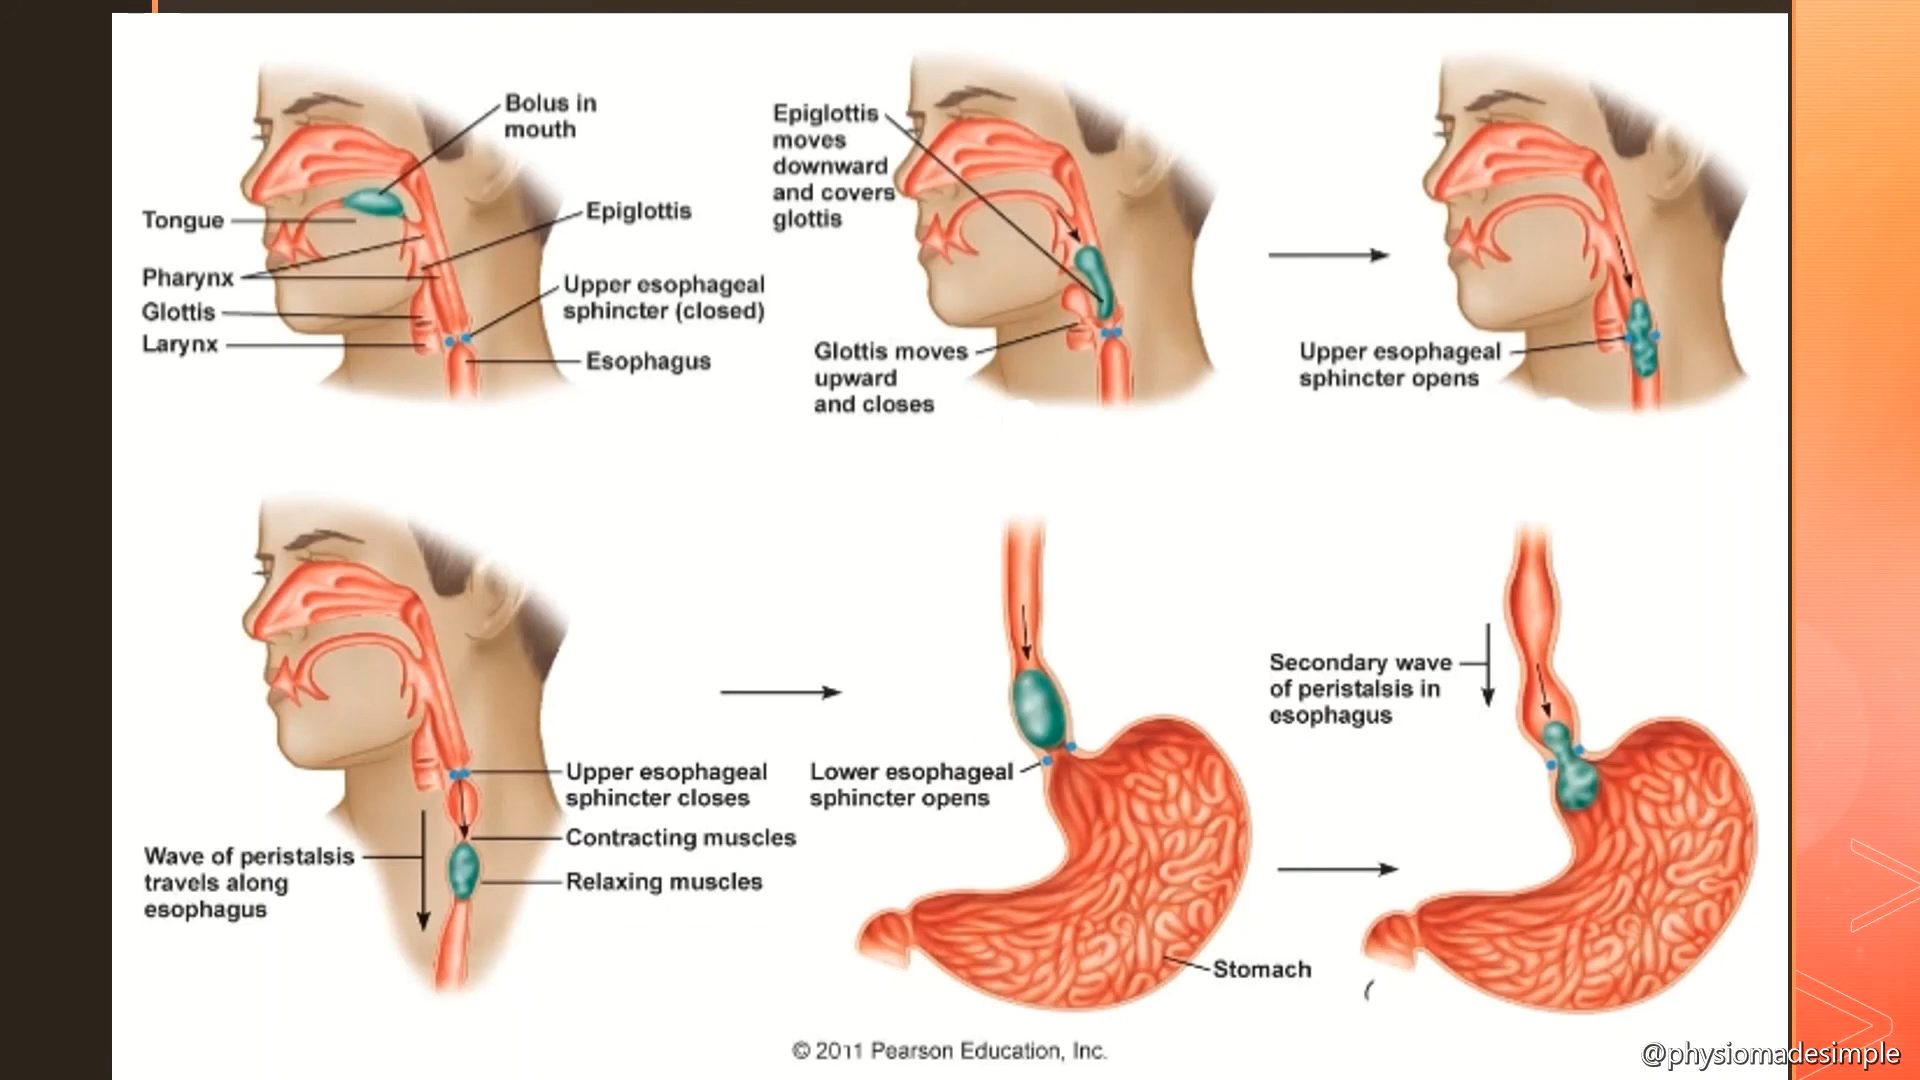 Bolus in
mouth
Tongue
Epiglottis
Pharynx
Upper esophageal
sphincter (closed)
Glottis
Larynx
Esophagus
Epiglottis
moves
downward
and covers
glottis
Glottis moves
upward
and closes
Upper esophageal
sphincter opens
Upper esophageal
sphincter closes
Contracting muscles
Wave of peristalsis
travels along
esophagus
Relaxing muscles
Lower esophageal
sphincter opens
Stomach
Secondary wave
of peristalsis in
esophagus
© 2011 Pearson Education, Inc.
@physiomadesimple